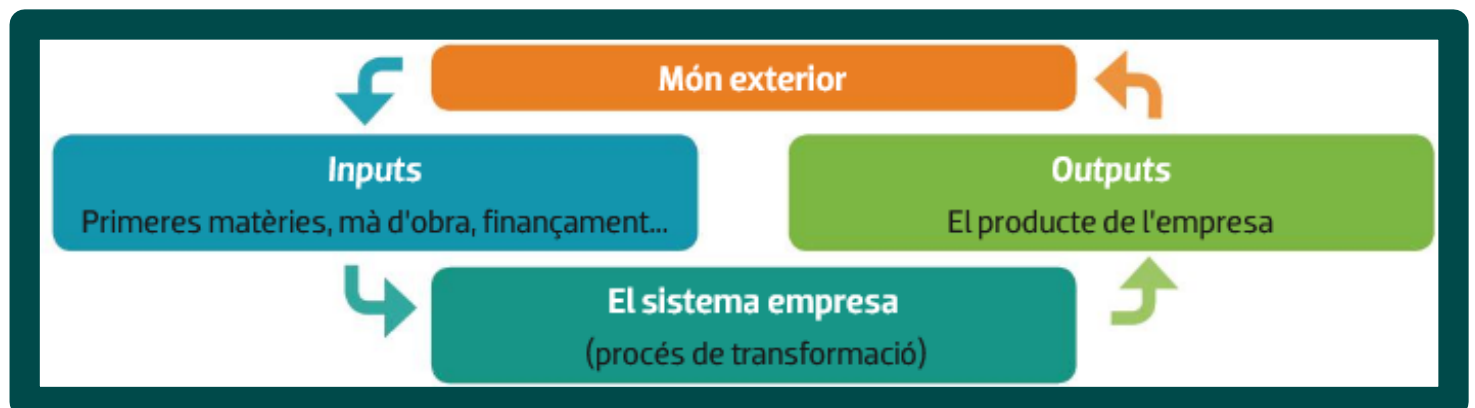 Món exterior
Inputs
Primeres matèries, mà d'obra, finançament...
Outputs
El producte de l'empresa
El sistema empresa
(procés de transformació)